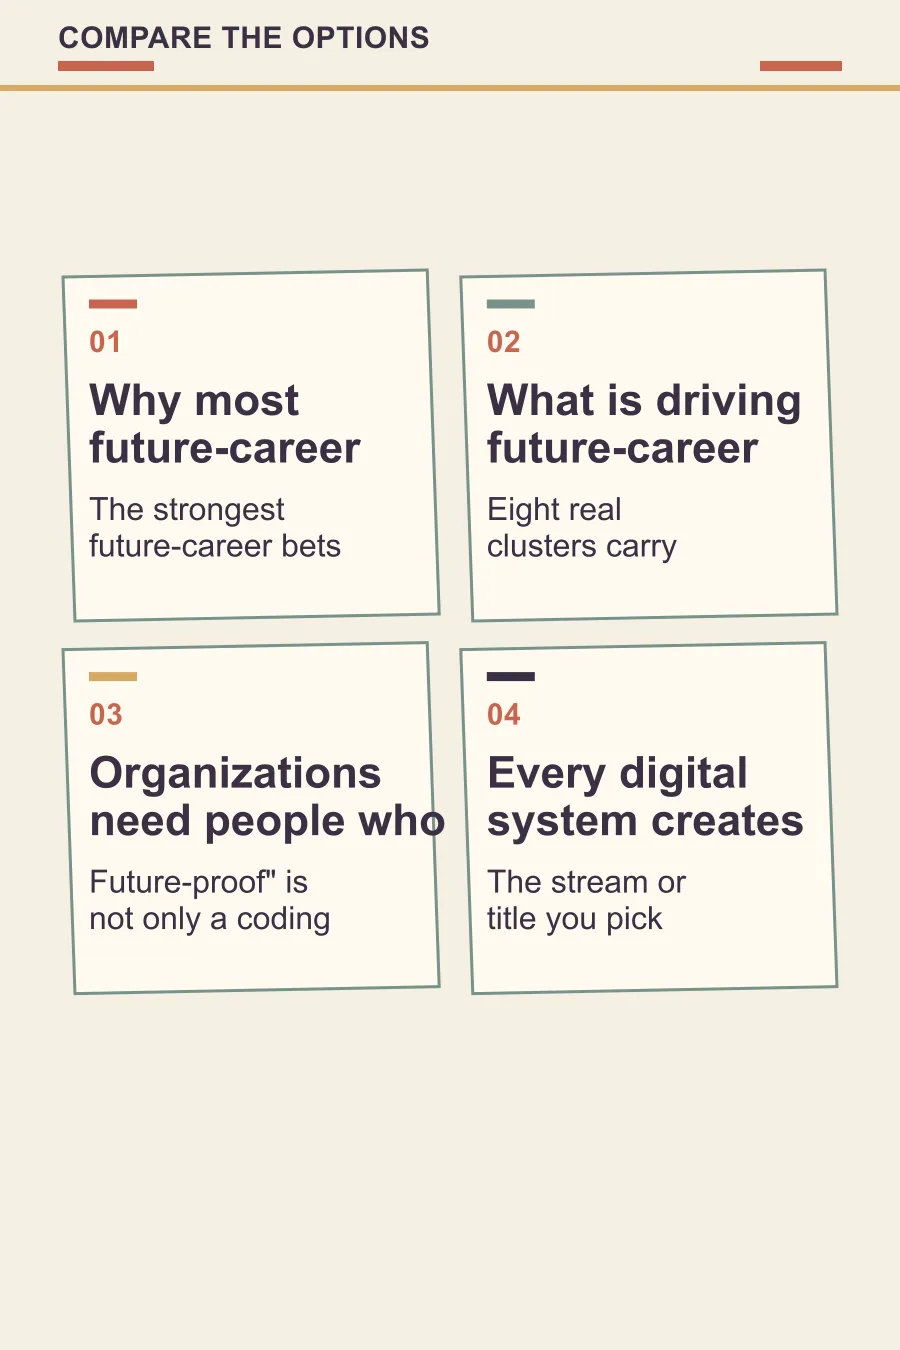 COMPARE THE OPTIONS
01
Why most
future-career
The strongest
future-career bets
02
What is driving
future-career
Eight real
clusters carry
03
Organizations
need people who
Future-proof" is
not only a coding
04
Every digital
system creates
The stream or
title you pick